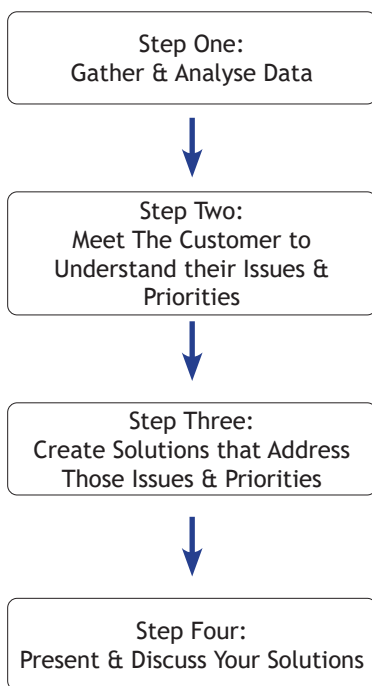 Step One:
Gather & Analyse Data
Step Two:
Meet The Customer to
Understand their Issues &
Priorities
Step Three:
Create Solutions that Address
Those Issues & Priorities
Step Four:
Present & Discuss Your Solutions